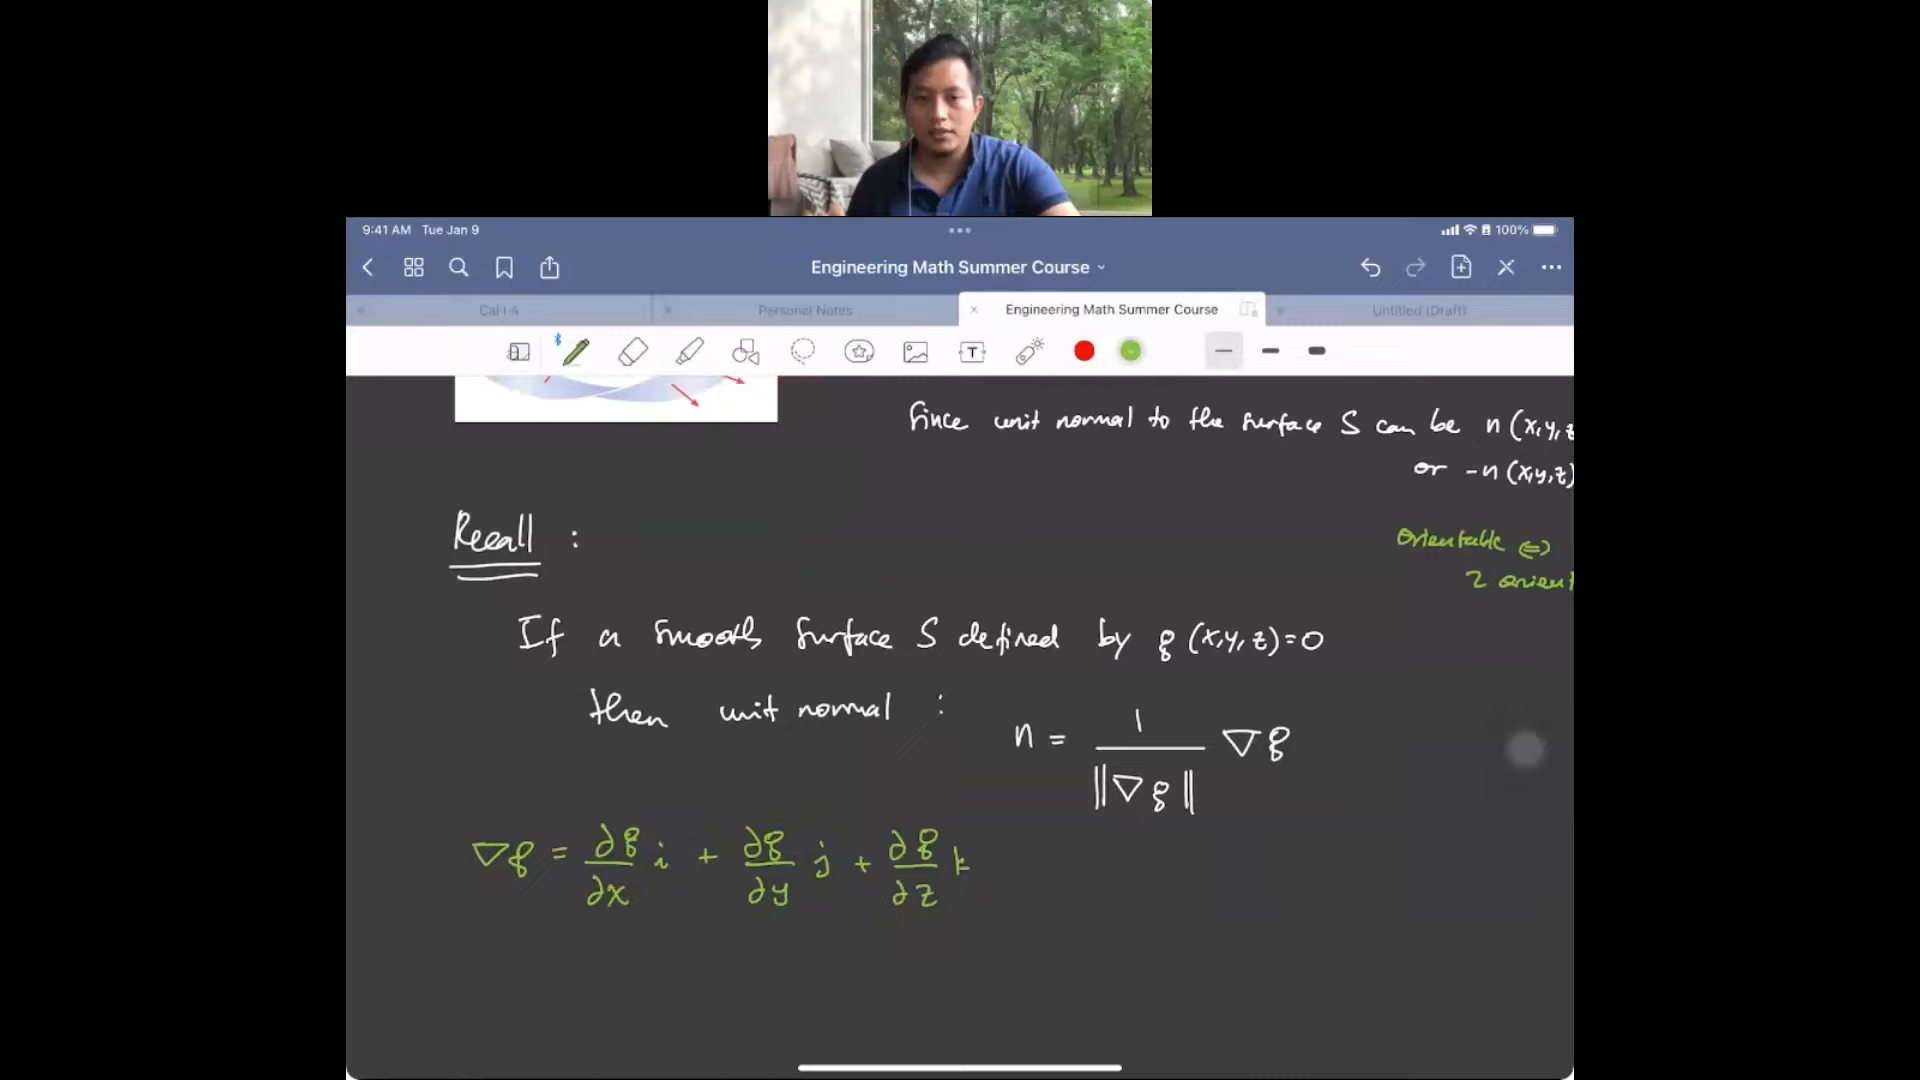 9:41 AM Tue Jan 9
100%
Engineering Math Summer Course
Cal I A
Personal Notes
Engineering Math Summer Course
Untitled (Draft)
T
Since unit normal to the surface S can be n(x,y,z
or -n(x,y,z)
Recall :
Orientable ⇔
2 orient
If a smooth surface S defined by g(x,y,z)=0
then unit normal :
n = 1/‖∇g‖ ∇g
∇g = ∂g/∂x i + ∂g/∂y j + ∂g/∂z k